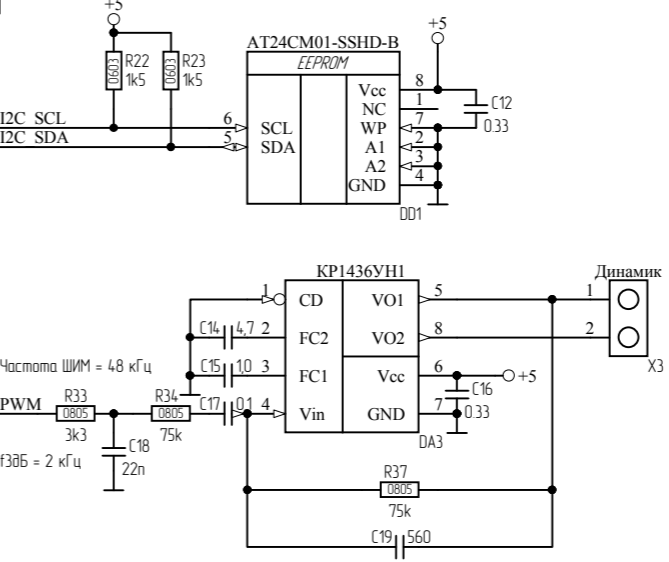 +5
AT24CM01-SSHD-B
+5
EEPROM
0603
R22
1k5
0603
R23
1k5
Vcc
8
NC
1
C12
0.33
I2C SCL
6
SCL
WP
7
I2C SDA
5
SDA
A1
2
A2
3
GND
4
DD1
КР1436УН1
Динамик
1
CD
VO1
5
1
C14
4,7
2
FC2
VO2
8
2
Частота ШИМ = 48 кГц
C15
1,0
3
FC1
Vcc
6
+5
X3
R33
R34
C17
0,1
C16
PWM
0805
0805
4
Vin
GND
7
0.33
3k3
75k
DA3
C18
22n
f3дБ = 2 кГц
R37
0805
75k
C19
560